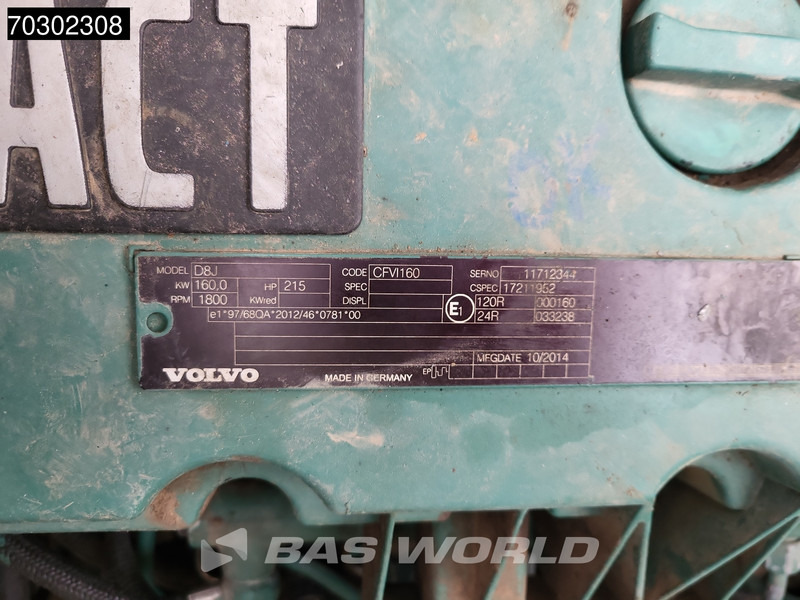 70302308
ACT
MODEL D8J CODE CFVI160 SERNO 11712344
KW 160,0 HP 215 SPEC CSPEC 17211952
RPM 1800 KWred DISPL E1 120R 000160
e1*97/68QA*2012/46*0781*00 24R 033238
MFGDATE 10/2014
VOLVO MADE IN GERMANY EP
BAS WORLD